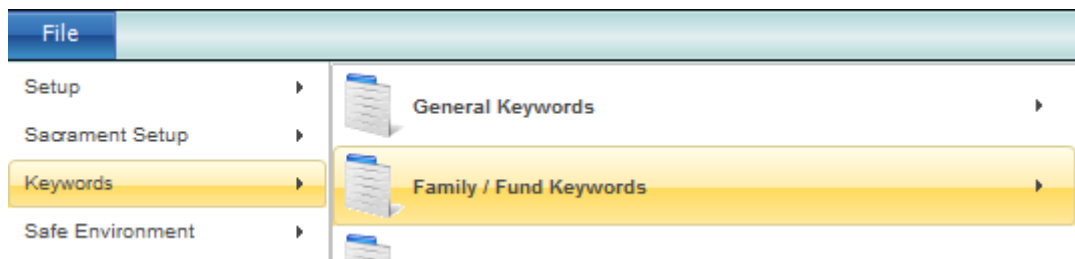 File
Setup
General Keywords
Sacrament Setup
Keywords
Family / Fund Keywords
Safe Environment